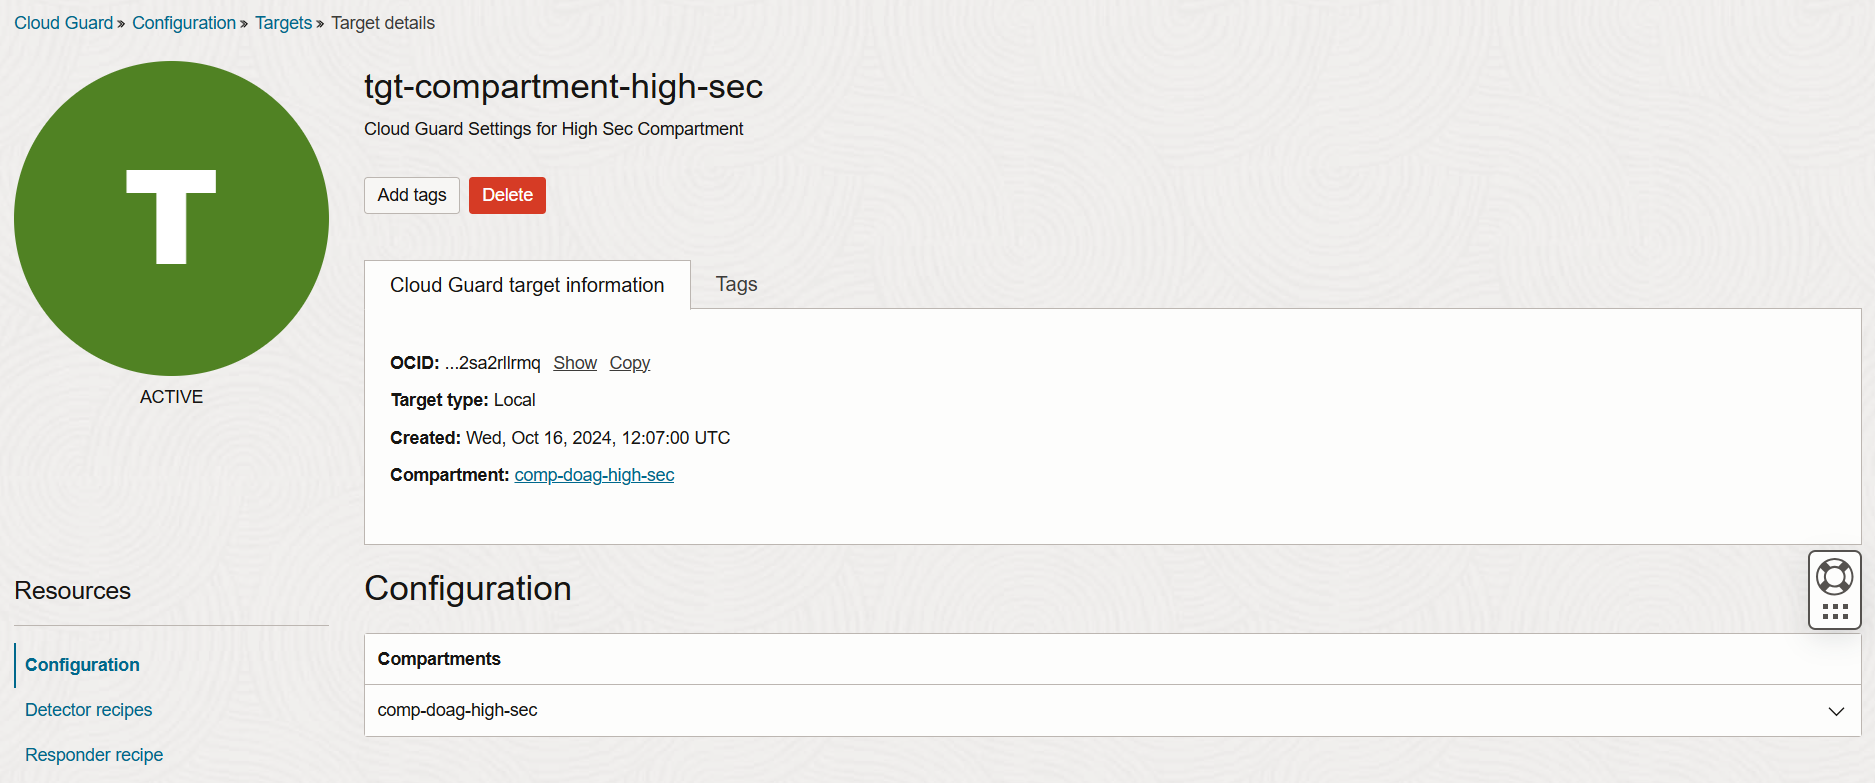 Cloud Guard » Configuration » Targets » Target details
T
ACTIVE
tgt-compartment-high-sec
Cloud Guard Settings for High Sec Compartment
Add tags Delete
Cloud Guard target information Tags
OCID: ...2sa2rllrmq Show Copy
Target type: Local
Created: Wed, Oct 16, 2024, 12:07:00 UTC
Compartment: comp-doag-high-sec
Resources
Configuration
Detector recipes
Responder recipe
Configuration
Compartments
comp-doag-high-sec